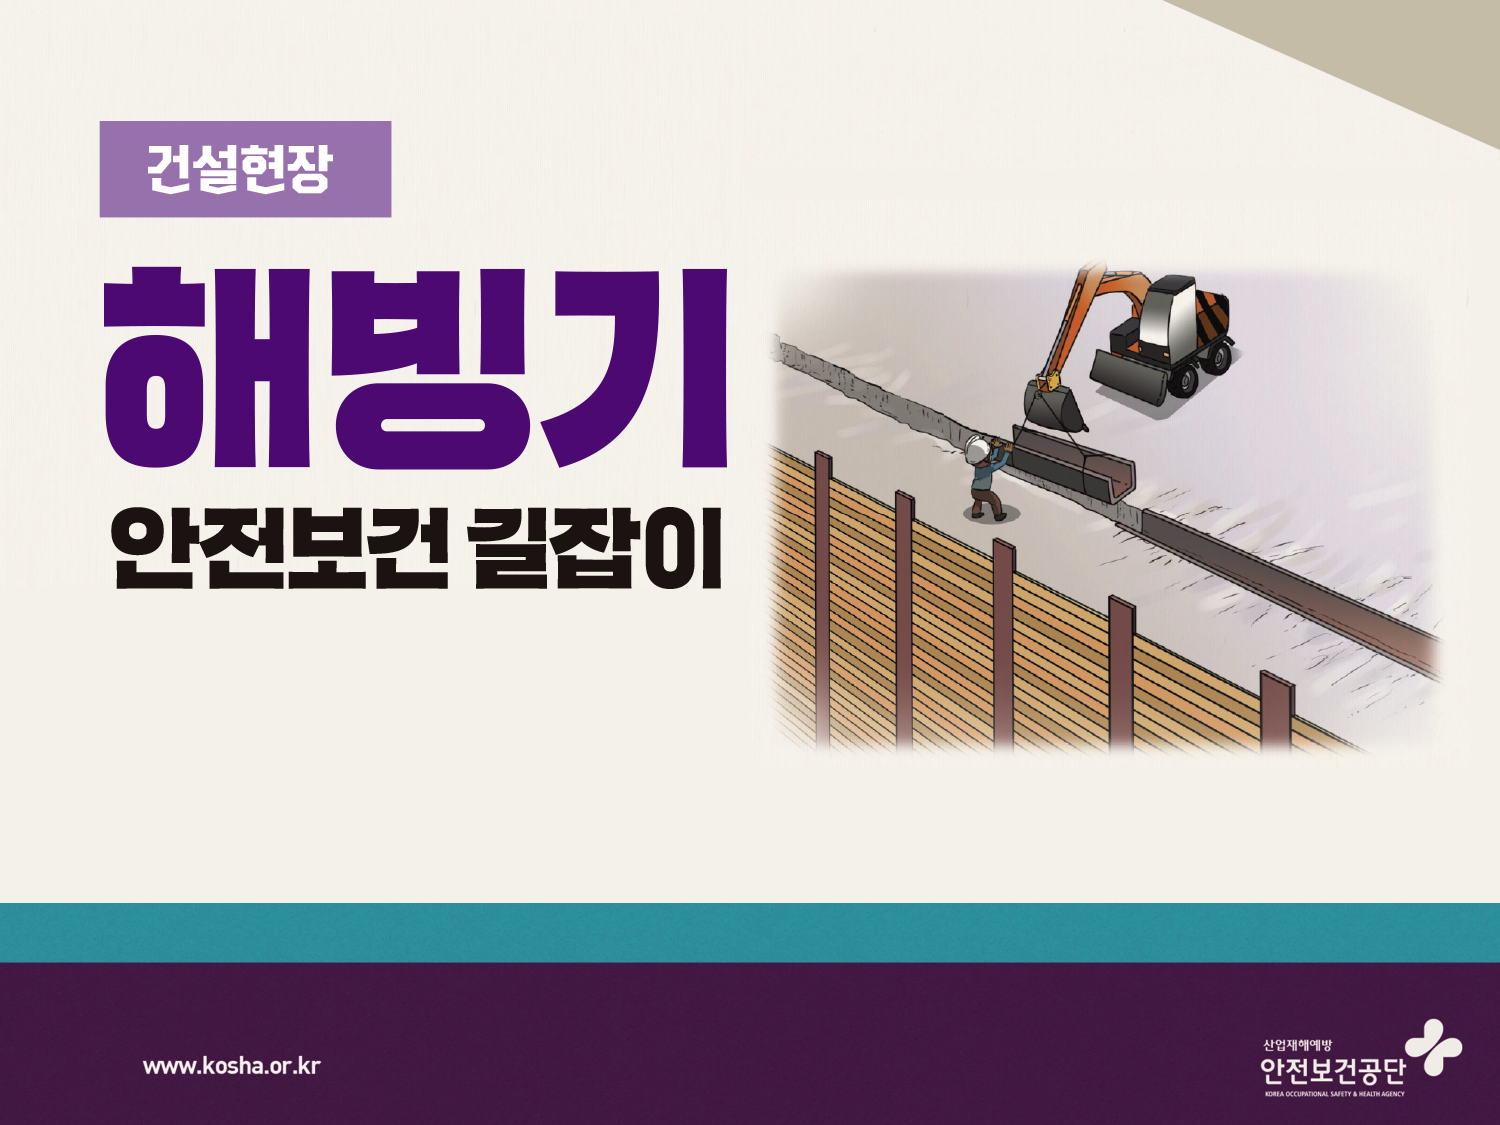 건설현장
해빙기
안전보건 길잡이
www.kosha.or.kr
산업재해예방
안전보건공단
KOREA OCCUPATIONAL SAFETY & HEALTH AGENCY